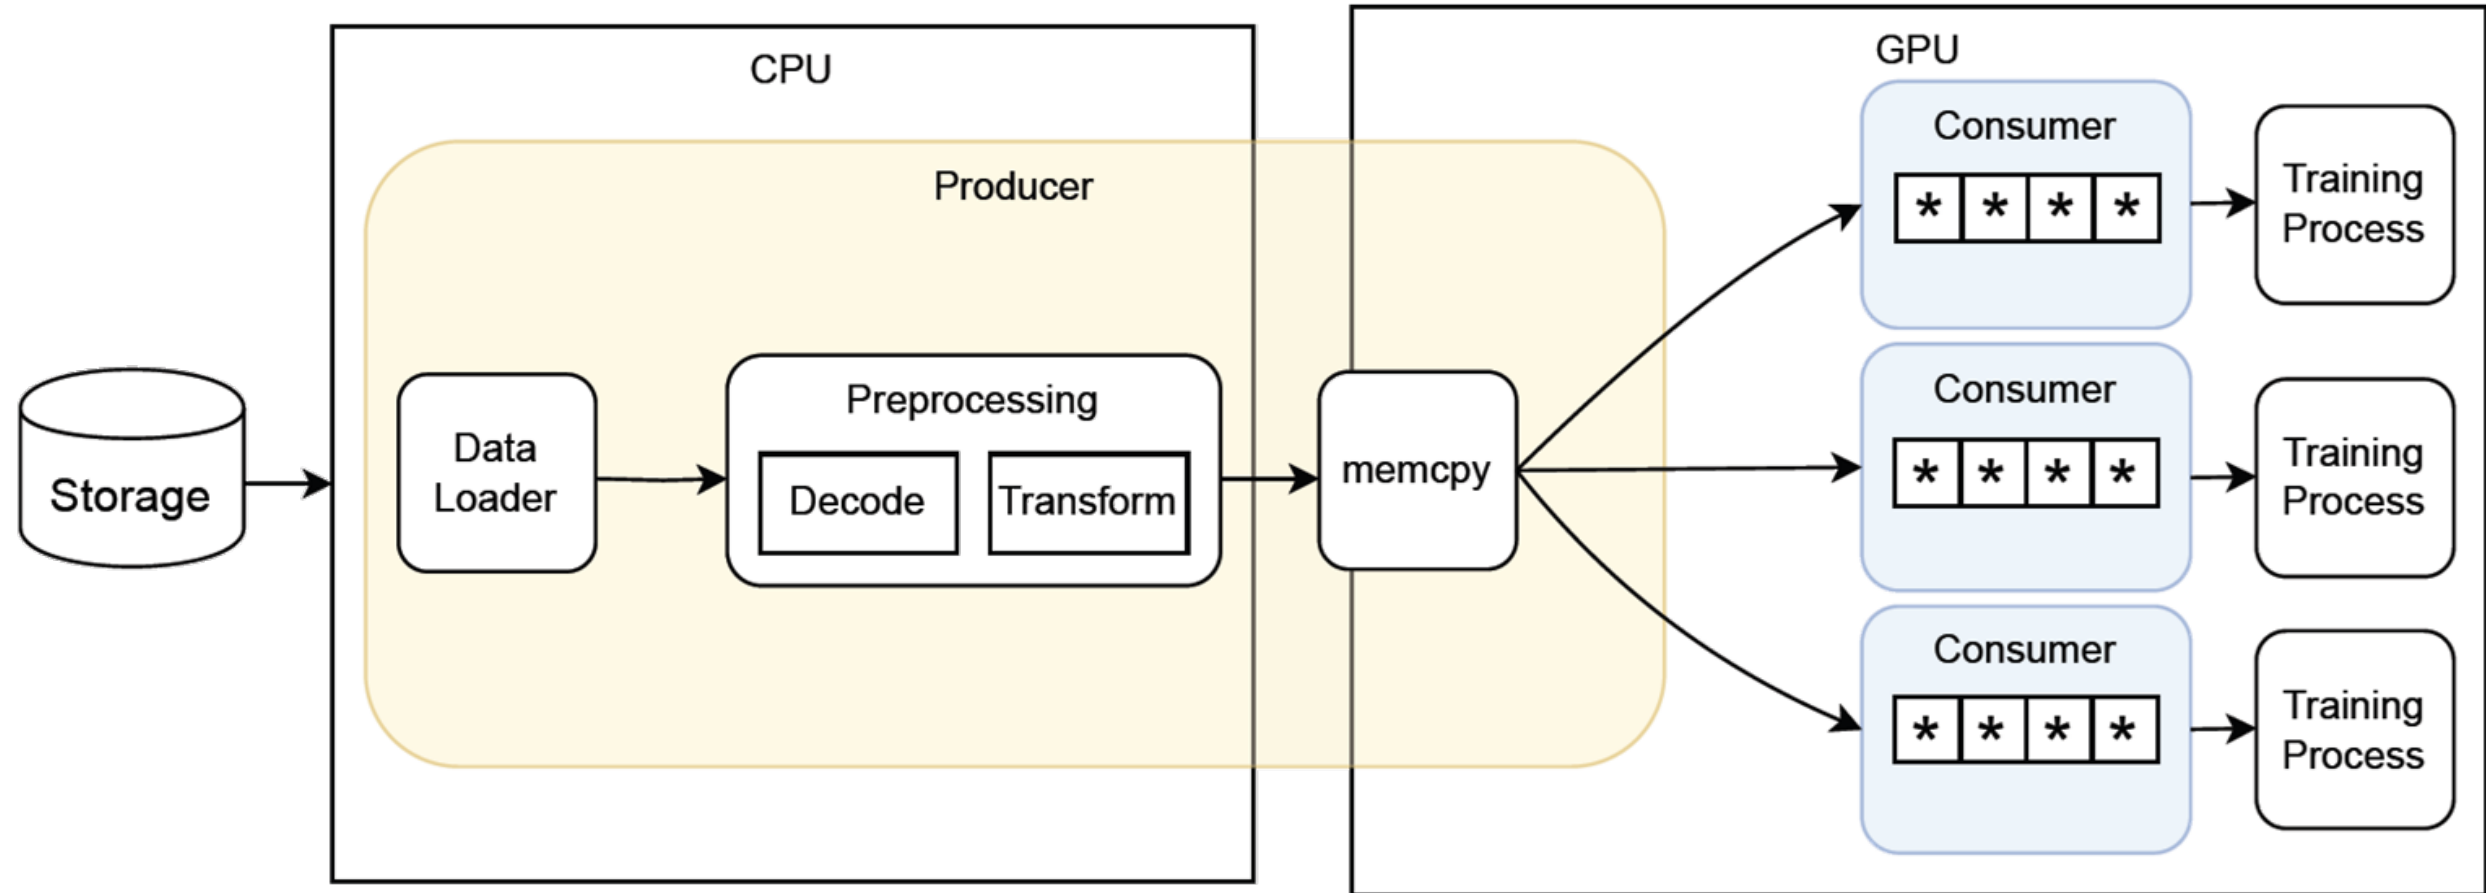 CPU
GPU
Producer
Storage
Data
Loader
Preprocessing
Decode
Transform
memcpy
Consumer
* * * *
Training
Process
Consumer
* * * *
Training
Process
Consumer
* * * *
Training
Process